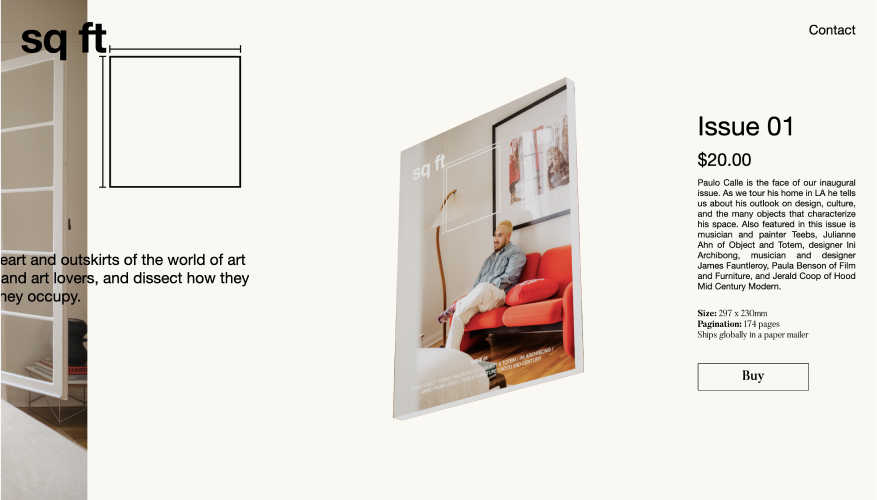 sq ft
Contact
eart and outskirts of the world of art
and art lovers, and dissect how they
hey occupy.
sq ft
Issue 01
$20.00
Paulo Calle is the face of our inaugural
issue. As we tour his home in LA he tells
us about his outlook on design, culture,
and the many objects that characterize
his space. Also featured in this issue is
musician and painter Teebs, Julianne
Ahn of Object and Totem, designer Ini
Archibong, musician and designer
James Fauntleroy, Paula Benson of Film
and Furniture, and Jerald Coop of Hood
Mid Century Modern.
Size: 297 x 230mm
Pagination: 174 pages
Ships globally in a paper mailer
Buy